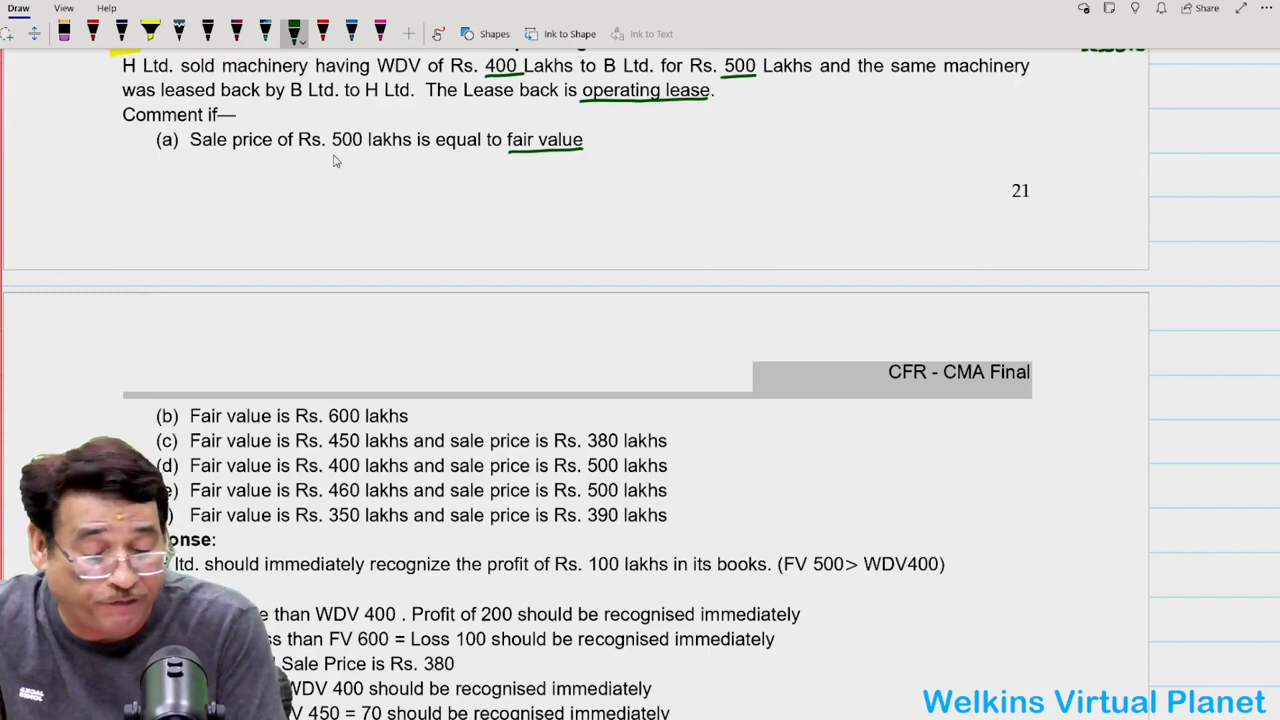 Draw View Help Share
Shapes Ink to Shape Ink to Text
H Ltd. sold machinery having WDV of Rs. 400 Lakhs to B Ltd. for Rs. 500 Lakhs and the same machinery
was leased back by B Ltd. to H Ltd. The Lease back is operating lease.
Comment if—
(a) Sale price of Rs. 500 lakhs is equal to fair value
21
CFR - CMA Final
(b) Fair value is Rs. 600 lakhs
(c) Fair value is Rs. 450 lakhs and sale price is Rs. 380 lakhs
(d) Fair value is Rs. 400 lakhs and sale price is Rs. 500 lakhs
Fair value is Rs. 460 lakhs and sale price is Rs. 500 lakhs
Fair value is Rs. 350 lakhs and sale price is Rs. 390 lakhs
onse:
ltd. should immediately recognize the profit of Rs. 100 lakhs in its books. (FV 500> WDV400)
e than WDV 400 . Profit of 200 should be recognised immediately
ss than FV 600 = Loss 100 should be recognised immediately
Sale Price is Rs. 380
WDV 400 should be recognised immediately
V 450 = 70 should be recognised immediately
Welkins Virtual Planet